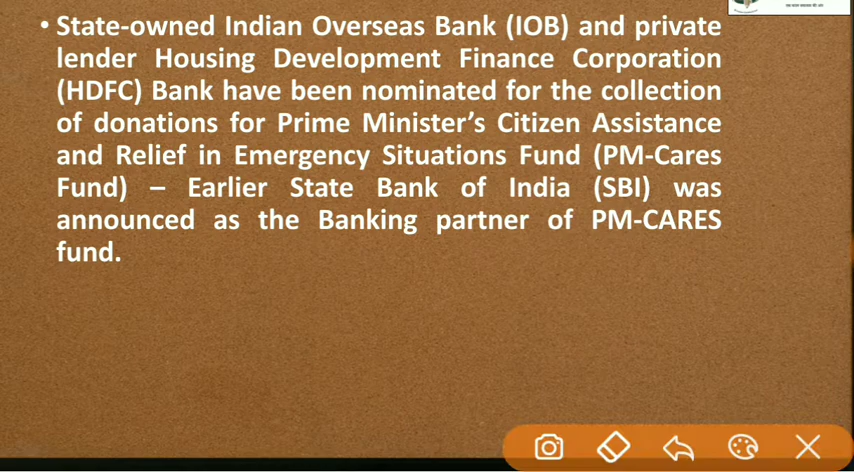 • State-owned Indian Overseas Bank (IOB) and private
lender Housing Development Finance Corporation
(HDFC) Bank have been nominated for the collection
of donations for Prime Minister’s Citizen Assistance
and Relief in Emergency Situations Fund (PM-Cares
Fund) – Earlier State Bank of India (SBI) was
announced as the Banking partner of PM-CARES
fund.